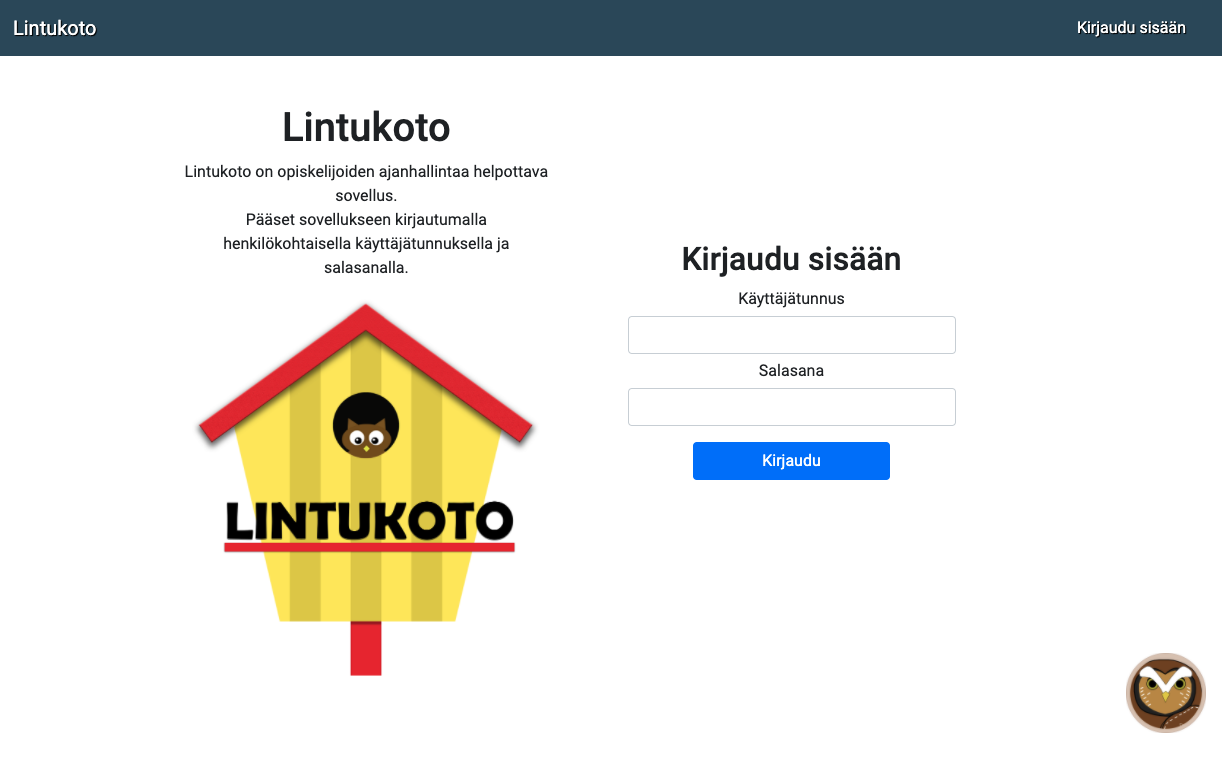 Lintukoto
Kirjaudu sisään
Lintukoto
Lintukoto on opiskelijoiden ajanhallintaa helpottava
sovellus.
Pääset sovellukseen kirjautumalla
henkilökohtaisella käyttäjätunnuksella ja
salasanalla.
LINTUKOTO
Kirjaudu sisään
Käyttäjätunnus
Salasana
Kirjaudu